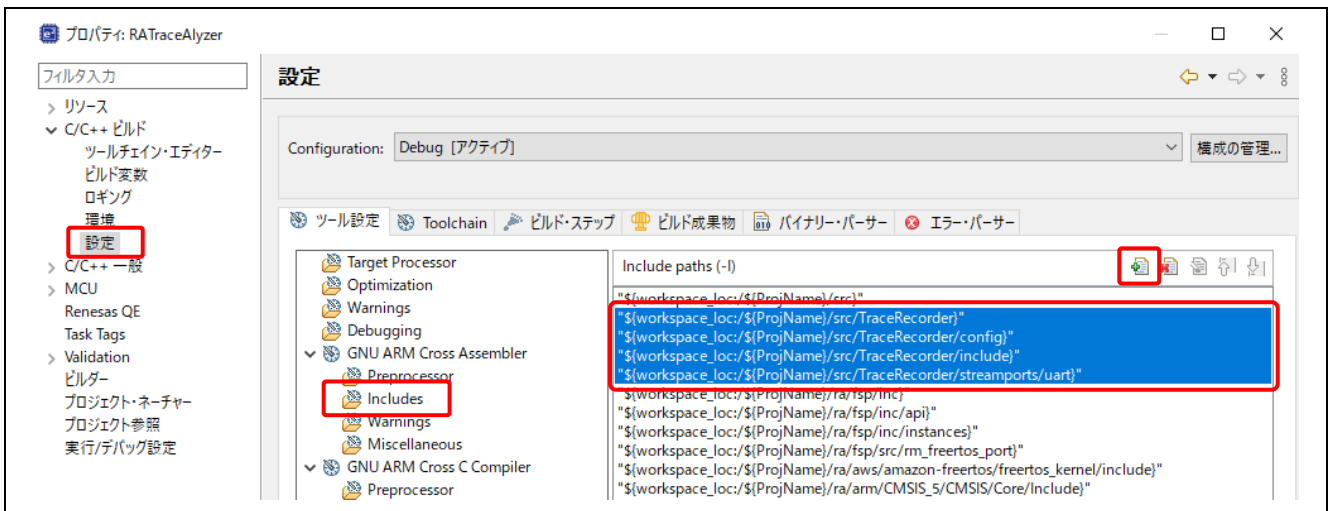 プロパティ: RATraceAlyzer
フィルタ入力
設定
リソース
C/C++ ビルド
ツールチェイン・エディター
ビルド変数
ロギング
環境
設定
C/C++ 一般
MCU
Renesas QE
Task Tags
Validation
ビルダー
プロジェクト・ネーチャー
プロジェクト参照
実行/デバッグ設定
Configuration: Debug [アクティブ]
構成の管理...
ツール設定 Toolchain ビルド・ステップ ビルド成果物 バイナリー・パーサー エラー・パーサー
Target Processor
Optimization
Warnings
Debugging
GNU ARM Cross Assembler
Preprocessor
Includes
Warnings
Miscellaneous
GNU ARM Cross C Compiler
Preprocessor
Include paths (-I)
"${workspace_loc:/${ProjName}/src}"
"${workspace_loc:/${ProjName}/src/TraceRecorder}"
"${workspace_loc:/${ProjName}/src/TraceRecorder/config}"
"${workspace_loc:/${ProjName}/src/TraceRecorder/include}"
"${workspace_loc:/${ProjName}/src/TraceRecorder/streamports/uart}"
"${workspace_loc:/${ProjName}/ra/fsp/inc}"
"${workspace_loc:/${ProjName}/ra/fsp/inc/api}"
"${workspace_loc:/${ProjName}/ra/fsp/inc/instances}"
"${workspace_loc:/${ProjName}/ra/fsp/src/rm_freertos_port}"
"${workspace_loc:/${ProjName}/ra/aws/amazon-freertos/freertos_kernel/include}"
"${workspace_loc:/${ProjName}/ra/arm/CMSIS_5/CMSIS/Core/Include}"